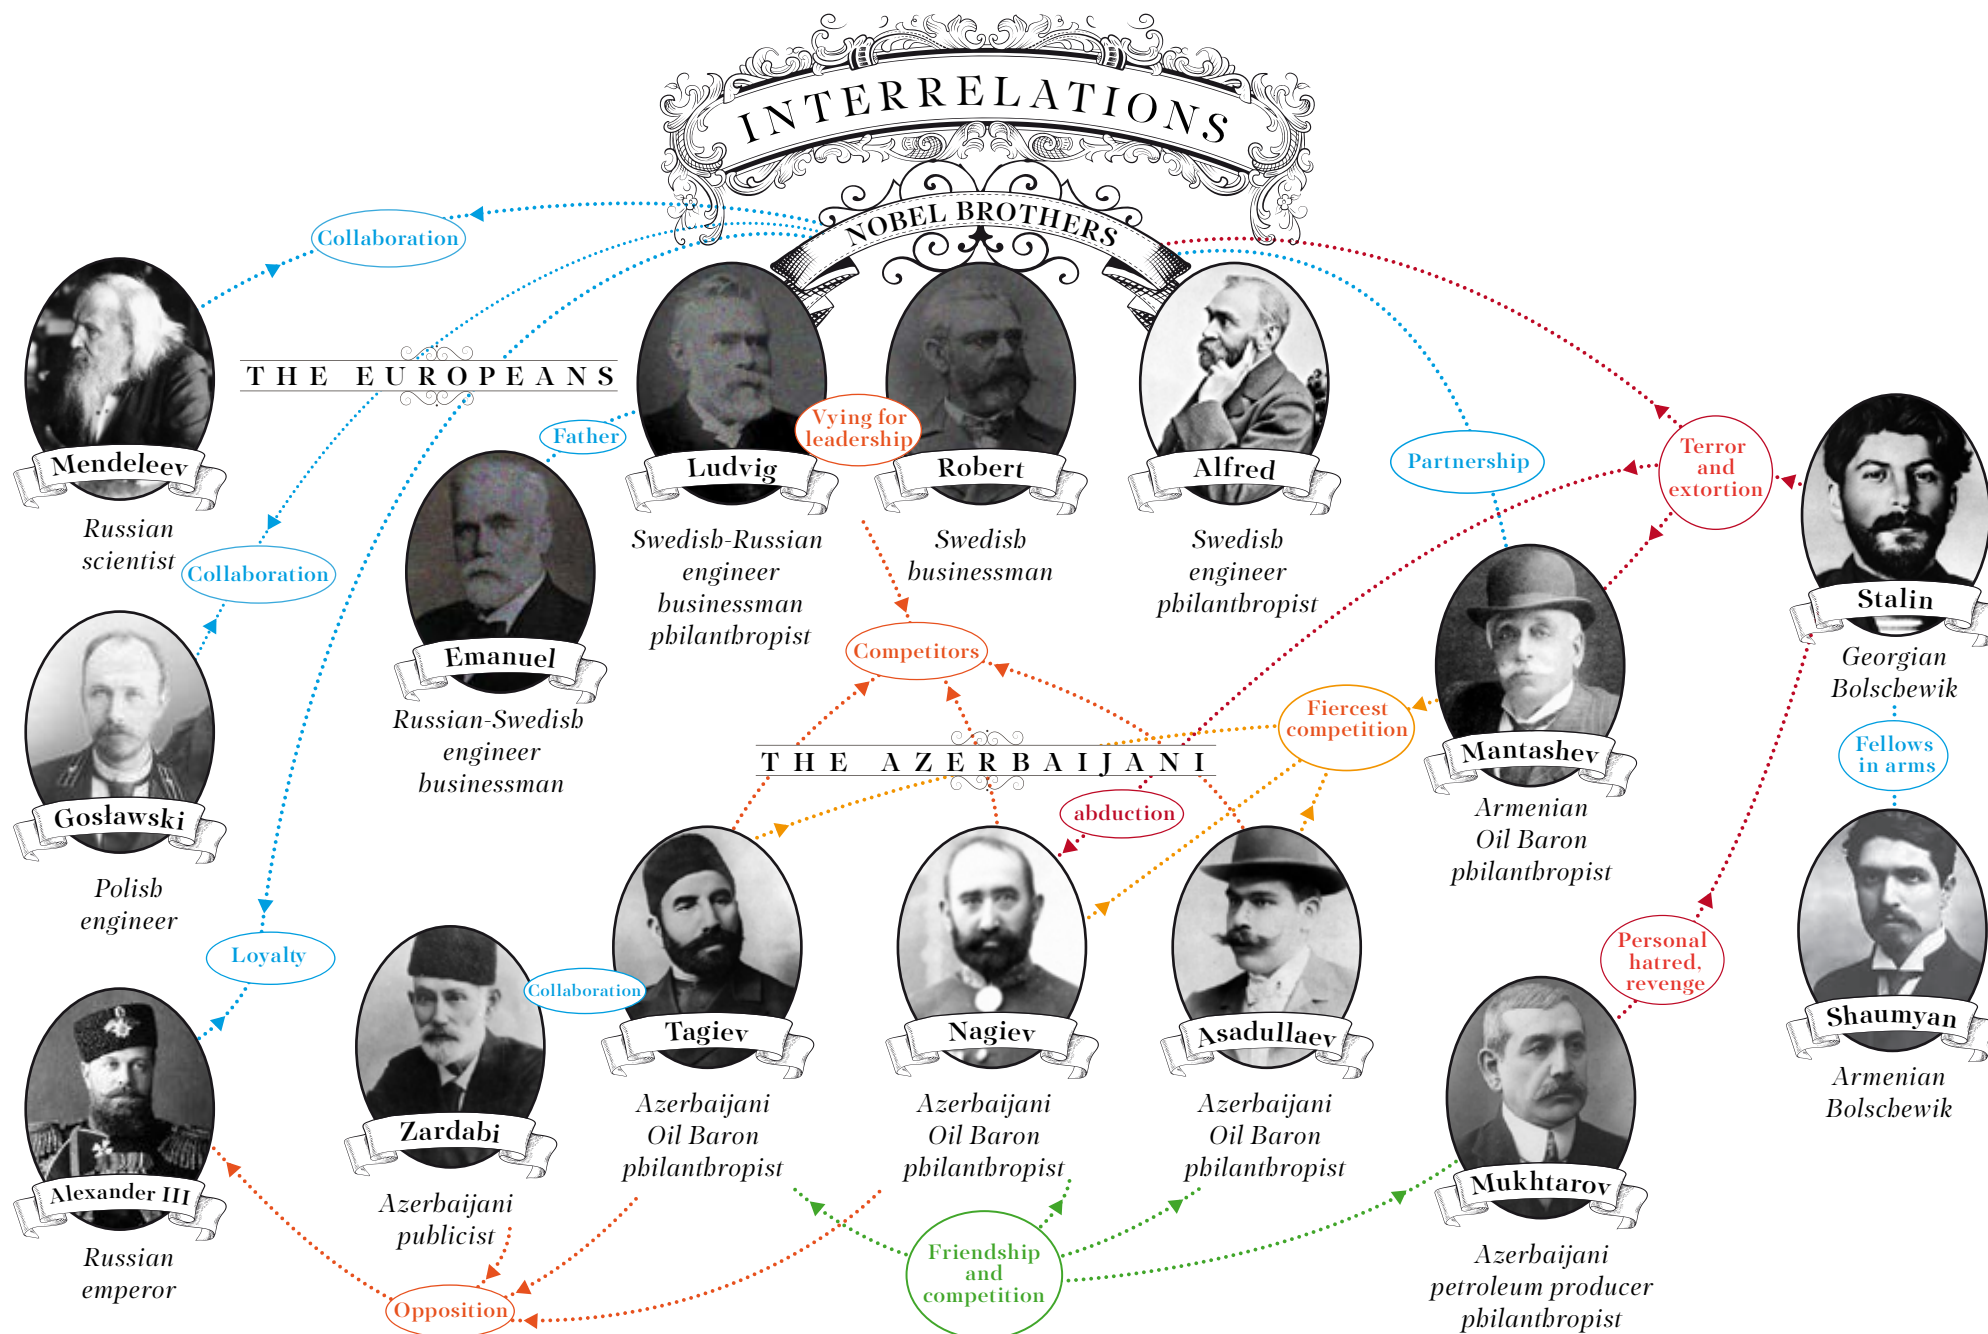 INTERRELATIONS
NOBEL BROTHERS
Collaboration
Mendeleev
Russian
scientist
THE EUROPEANS
Father
Ludvig
Swedish-Russian
engineer
businessman
philanthropist
Vying for
leadership
Robert
Swedish
businessman
Alfred
Swedish
engineer
philanthropist
Partnership
Terror
and
extortion
Stalin
Georgian
Bolschewik
Collaboration
Emanuel
Russian-Swedish
engineer
businessman
Competitors
Gosławski
Polish
engineer
Fiercest
competition
Mantashev
Armenian
Oil Baron
philanthropist
Fellows
in arms
THE AZERBAIJANI
abduction
Shaumyan
Armenian
Bolschewik
Loyalty
Alexander III
Russian
emperor
Zardabi
Azerbaijani
publicist
Collaboration
Tagiev
Azerbaijani
Oil Baron
philanthropist
Nagiev
Azerbaijani
Oil Baron
philanthropist
Asadullaev
Azerbaijani
Oil Baron
philanthropist
Personal
hatred,
revenge
Mukhtarov
Azerbaijani
petroleum producer
philanthropist
Opposition
Friendship
and
competition